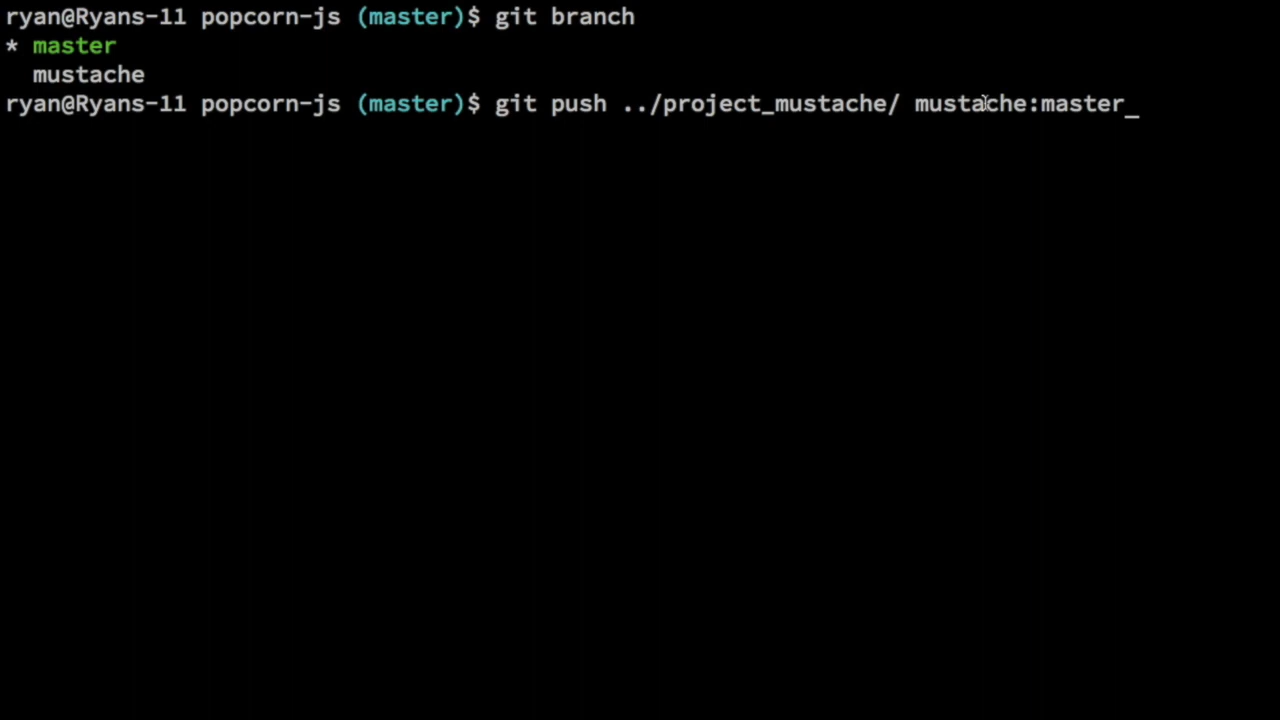 ryan@Ryans-11 popcorn-js (master)$ git branch
* master
  mustache
ryan@Ryans-11 popcorn-js (master)$ git push ../project_mustache/ mustache:master_